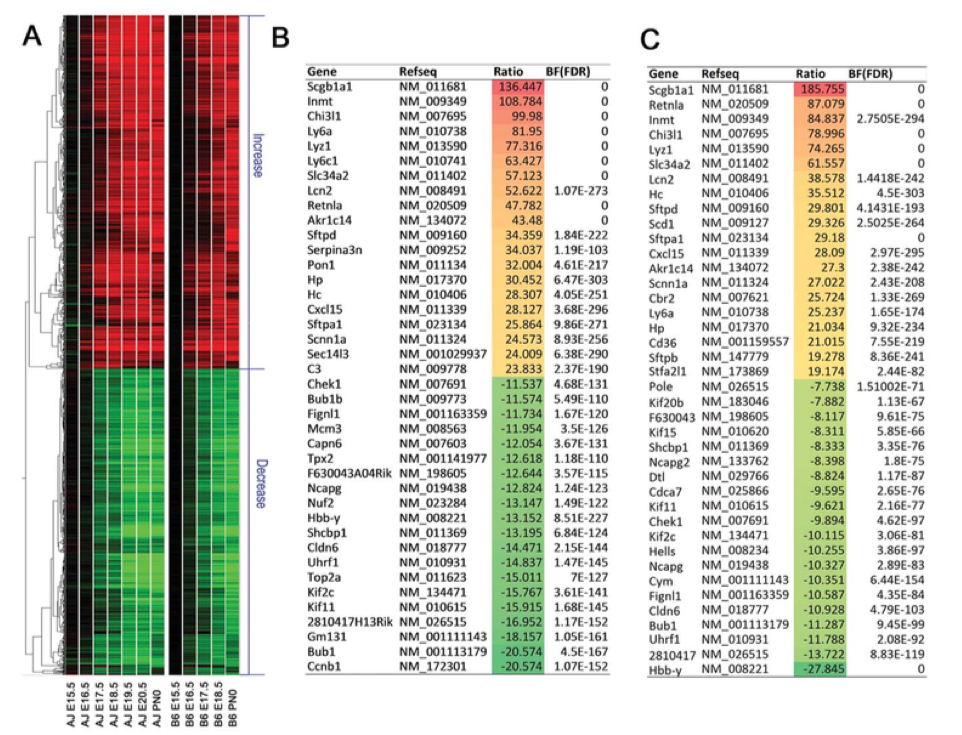 A
Increase
Decrease
AJ E15.5
AJ E16.5
AJ E17.5
AJ E18.5
AJ E19.5
AJ E20.5
AJ PN0
B6 E15.5
B6 E16.5
B6 E17.5
B6 E18.5
B6 PN0
B
Gene Refseq Ratio BF(FDR)
Scgb1a1 NM_011681 136.447 0
Inmt NM_009349 108.784 0
Chi3l1 NM_007695 99.98 0
Ly6a NM_010738 81.95 0
Lyz1 NM_013590 77.316 0
Ly6c1 NM_010741 63.427 0
Slc34a2 NM_011402 57.123 0
Lcn2 NM_008491 52.622 1.07E-273
Retnla NM_020509 47.782 0
Akr1c14 NM_134072 43.48 0
Sftpd NM_009160 34.359 1.84E-222
Serpina3n NM_009252 34.037 1.19E-103
Pon1 NM_011134 32.004 4.61E-217
Hp NM_017370 30.452 6.47E-303
Hc NM_010406 28.307 4.05E-251
Cxcl15 NM_011339 28.127 3.68E-296
Sftpa1 NM_023134 25.864 9.86E-271
Scnn1a NM_011324 24.573 8.93E-256
Sec14l3 NM_001029937 24.009 6.38E-290
C3 NM_009778 23.833 2.37E-190
Chek1 NM_007691 -11.537 4.68E-131
Bub1b NM_009773 -11.574 5.49E-110
Fignl1 NM_001163359 -11.734 1.67E-120
Mcm3 NM_008563 -11.954 3.5E-126
Capn6 NM_007603 -12.054 3.67E-131
Tpx2 NM_001141977 -12.618 1.18E-110
F630043A04Rik NM_198605 -12.644 3.57E-115
Ncapg NM_019438 -12.824 1.24E-123
Nuf2 NM_023284 -13.147 1.49E-122
Hbb-y NM_008221 -13.152 8.51E-227
Shcbp1 NM_011369 -13.195 6.84E-124
Cldn6 NM_018777 -14.471 2.15E-144
Uhrf1 NM_010931 -14.837 1.47E-145
Top2a NM_011623 -15.011 7E-127
Kif2c NM_134471 -15.767 3.61E-141
Kif11 NM_010615 -15.915 1.68E-145
2810417H13Rik NM_026515 -16.952 1.17E-152
Gm131 NM_001111143 -18.157 1.05E-161
Bub1 NM_001113179 -20.574 4.5E-167
Ccnb1 NM_172301 -20.574 1.07E-152
C
Gene Refseq Ratio BF(FDR)
Scgb1a1 NM_011681 185.755 0
Retnla NM_020509 87.079 0
Inmt NM_009349 84.837 2.7505E-294
Chi3l1 NM_007695 78.996 0
Lyz1 NM_013590 74.265 0
Slc34a2 NM_011402 61.557 0
Lcn2 NM_008491 38.578 1.4418E-242
Hc NM_010406 35.512 4.5E-303
Sftpd NM_009160 29.801 4.1431E-193
Scd1 NM_009127 29.326 2.5025E-264
Sftpa1 NM_023134 29.18 0
Cxcl15 NM_011339 28.09 2.97E-295
Akr1c14 NM_134072 27.3 2.38E-242
Scnn1a NM_011324 27.022 2.43E-208
Cbr2 NM_007621 25.724 1.33E-269
Ly6a NM_010738 25.237 1.65E-174
Hp NM_017370 21.034 9.32E-234
Cd36 NM_001159557 21.015 7.55E-219
Sftpb NM_147779 19.278 8.36E-241
Stfa2l1 NM_173869 19.174 2.44E-82
Pole NM_026515 -7.738 1.51002E-71
Kif20b NM_183046 -7.882 1.13E-67
F630043 NM_198605 -8.117 9.61E-75
Kif15 NM_010620 -8.311 5.85E-66
Shcbp1 NM_011369 -8.333 3.35E-76
Ncapg2 NM_133762 -8.398 1.8E-75
Dtl NM_029766 -8.824 1.17E-87
Cdca7 NM_025866 -9.595 2.65E-76
Kif11 NM_010615 -9.621 2.16E-77
Chek1 NM_007691 -9.894 4.62E-97
Kif2c NM_134471 -10.115 3.06E-81
Hells NM_008234 -10.255 3.86E-97
Ncapg NM_019438 -10.327 2.89E-83
Cym NM_001111143 -10.351 6.44E-154
Fignl1 NM_001163359 -10.587 4.35E-84
Cldn6 NM_018777 -10.928 4.79E-103
Bub1 NM_001113179 -11.287 9.45E-99
Uhrf1 NM_010931 -11.788 2.08E-92
2810417 NM_026515 -13.722 8.83E-119
Hbb-y NM_008221 -27.845 0